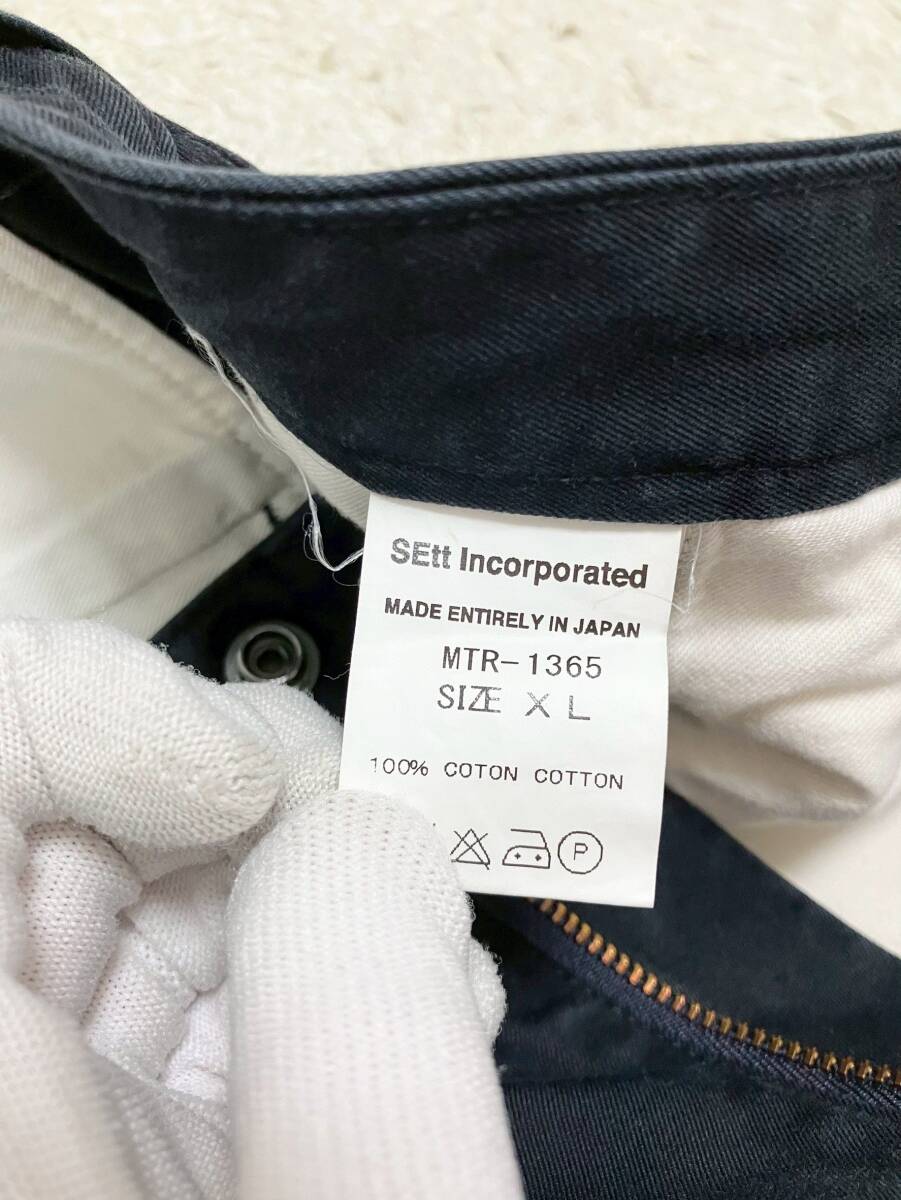 SEtt Incorporated
MADE ENTIRELY IN JAPAN
MTR-1365
SIZE XL
100% COTON COTTON
P